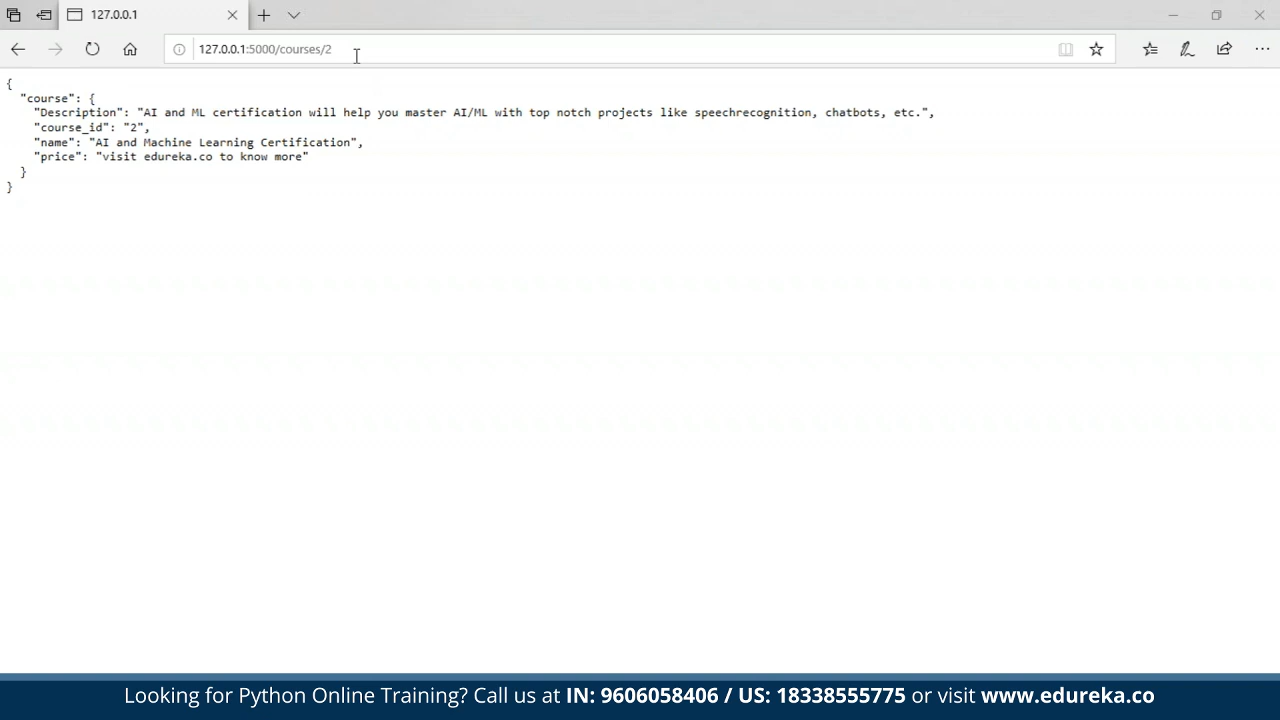 127.0.0.1
127.0.0.1:5000/courses/2
{
"course": {
"Description": "AI and ML certification will help you master AI/ML with top notch projects like speechrecognition, chatbots, etc.",
"course_id": "2",
"name": "AI and Machine Learning Certification",
"price": "visit edureka.co to know more"
}
}
Looking for Python Online Training? Call us at IN: 9606058406 / US: 18338555775 or visit www.edureka.co